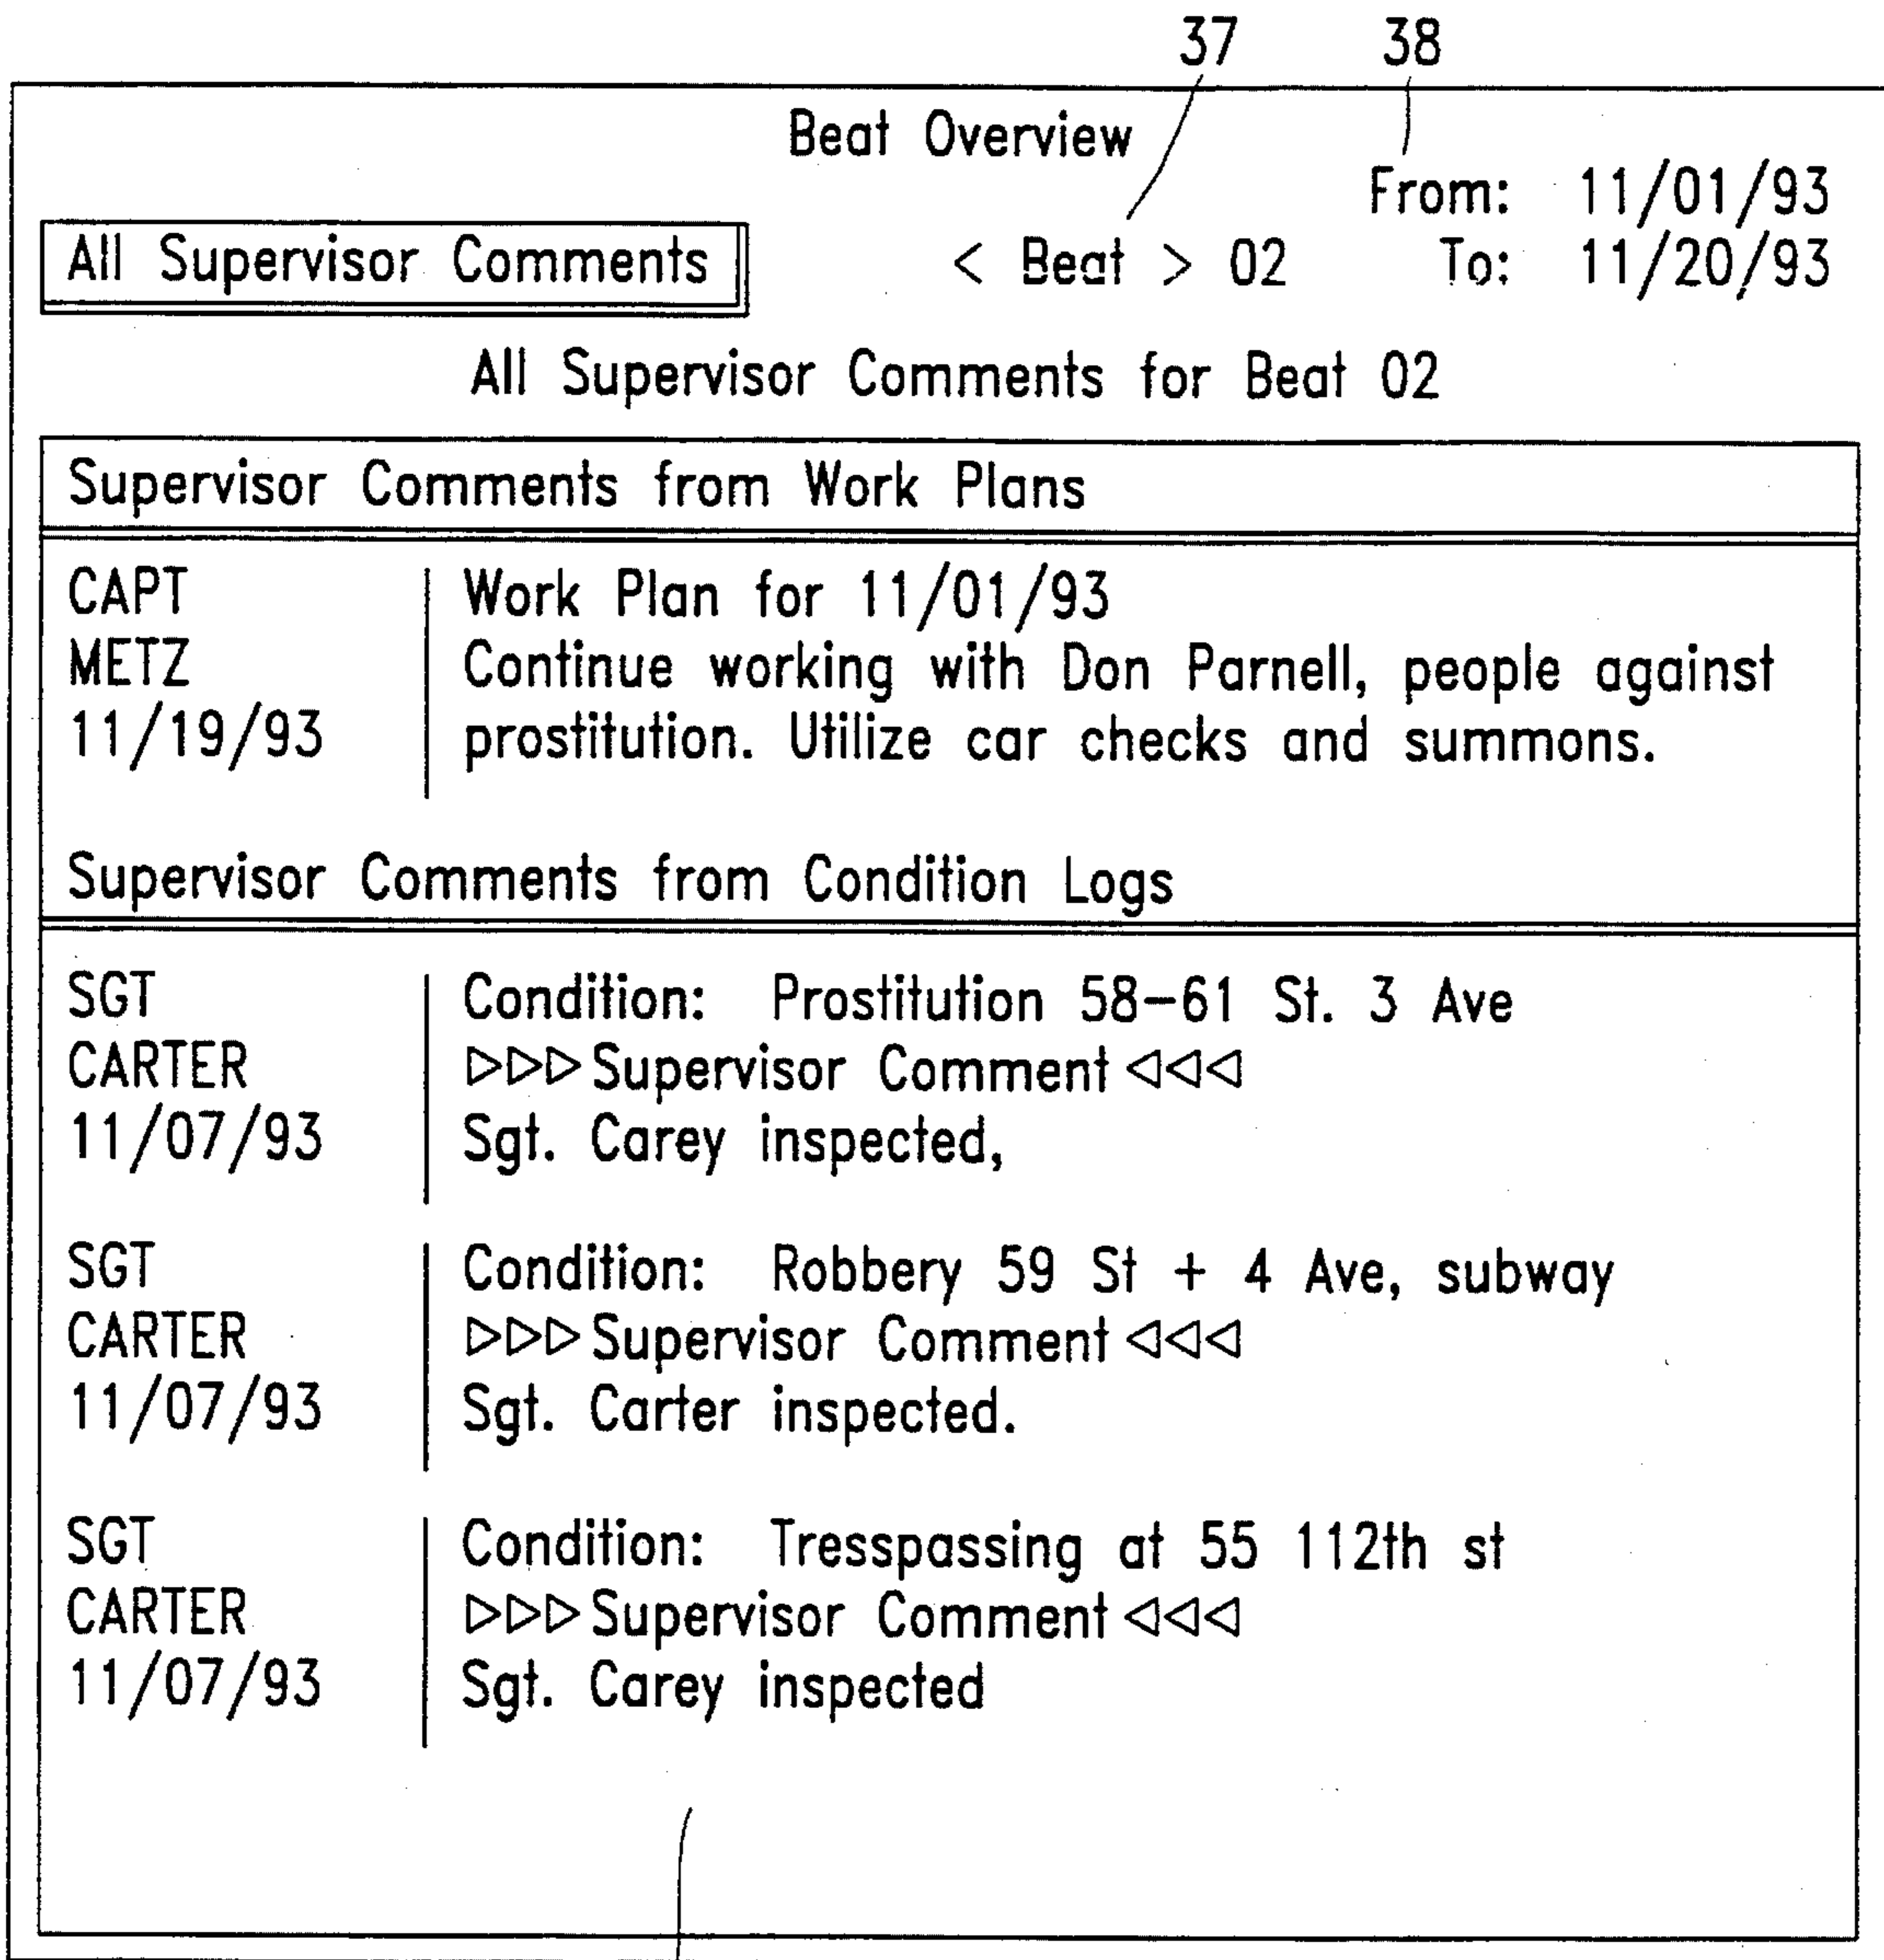 37 38
Beat Overview
From: 11/01/93
All Supervisor Comments < Beat > 02 To: 11/20/93
All Supervisor Comments for Beat 02
Supervisor Comments from Work Plans
CAPT Work Plan for 11/01/93
METZ Continue working with Don Parnell, people against
11/19/93 prostitution. Utilize car checks and summons.
Supervisor Comments from Condition Logs
SGT Condition: Prostitution 58-61 St. 3 Ave
CARTER ▷▷▷Supervisor Comment◁◁◁
11/07/93 Sgt. Carey inspected,
SGT Condition: Robbery 59 St + 4 Ave, subway
CARTER ▷▷▷Supervisor Comment◁◁◁
11/07/93 Sgt. Carter inspected.
SGT Condition: Tresspassing at 55 112th st
CARTER ▷▷▷Supervisor Comment◁◁◁
11/07/93 Sgt. Carey inspected